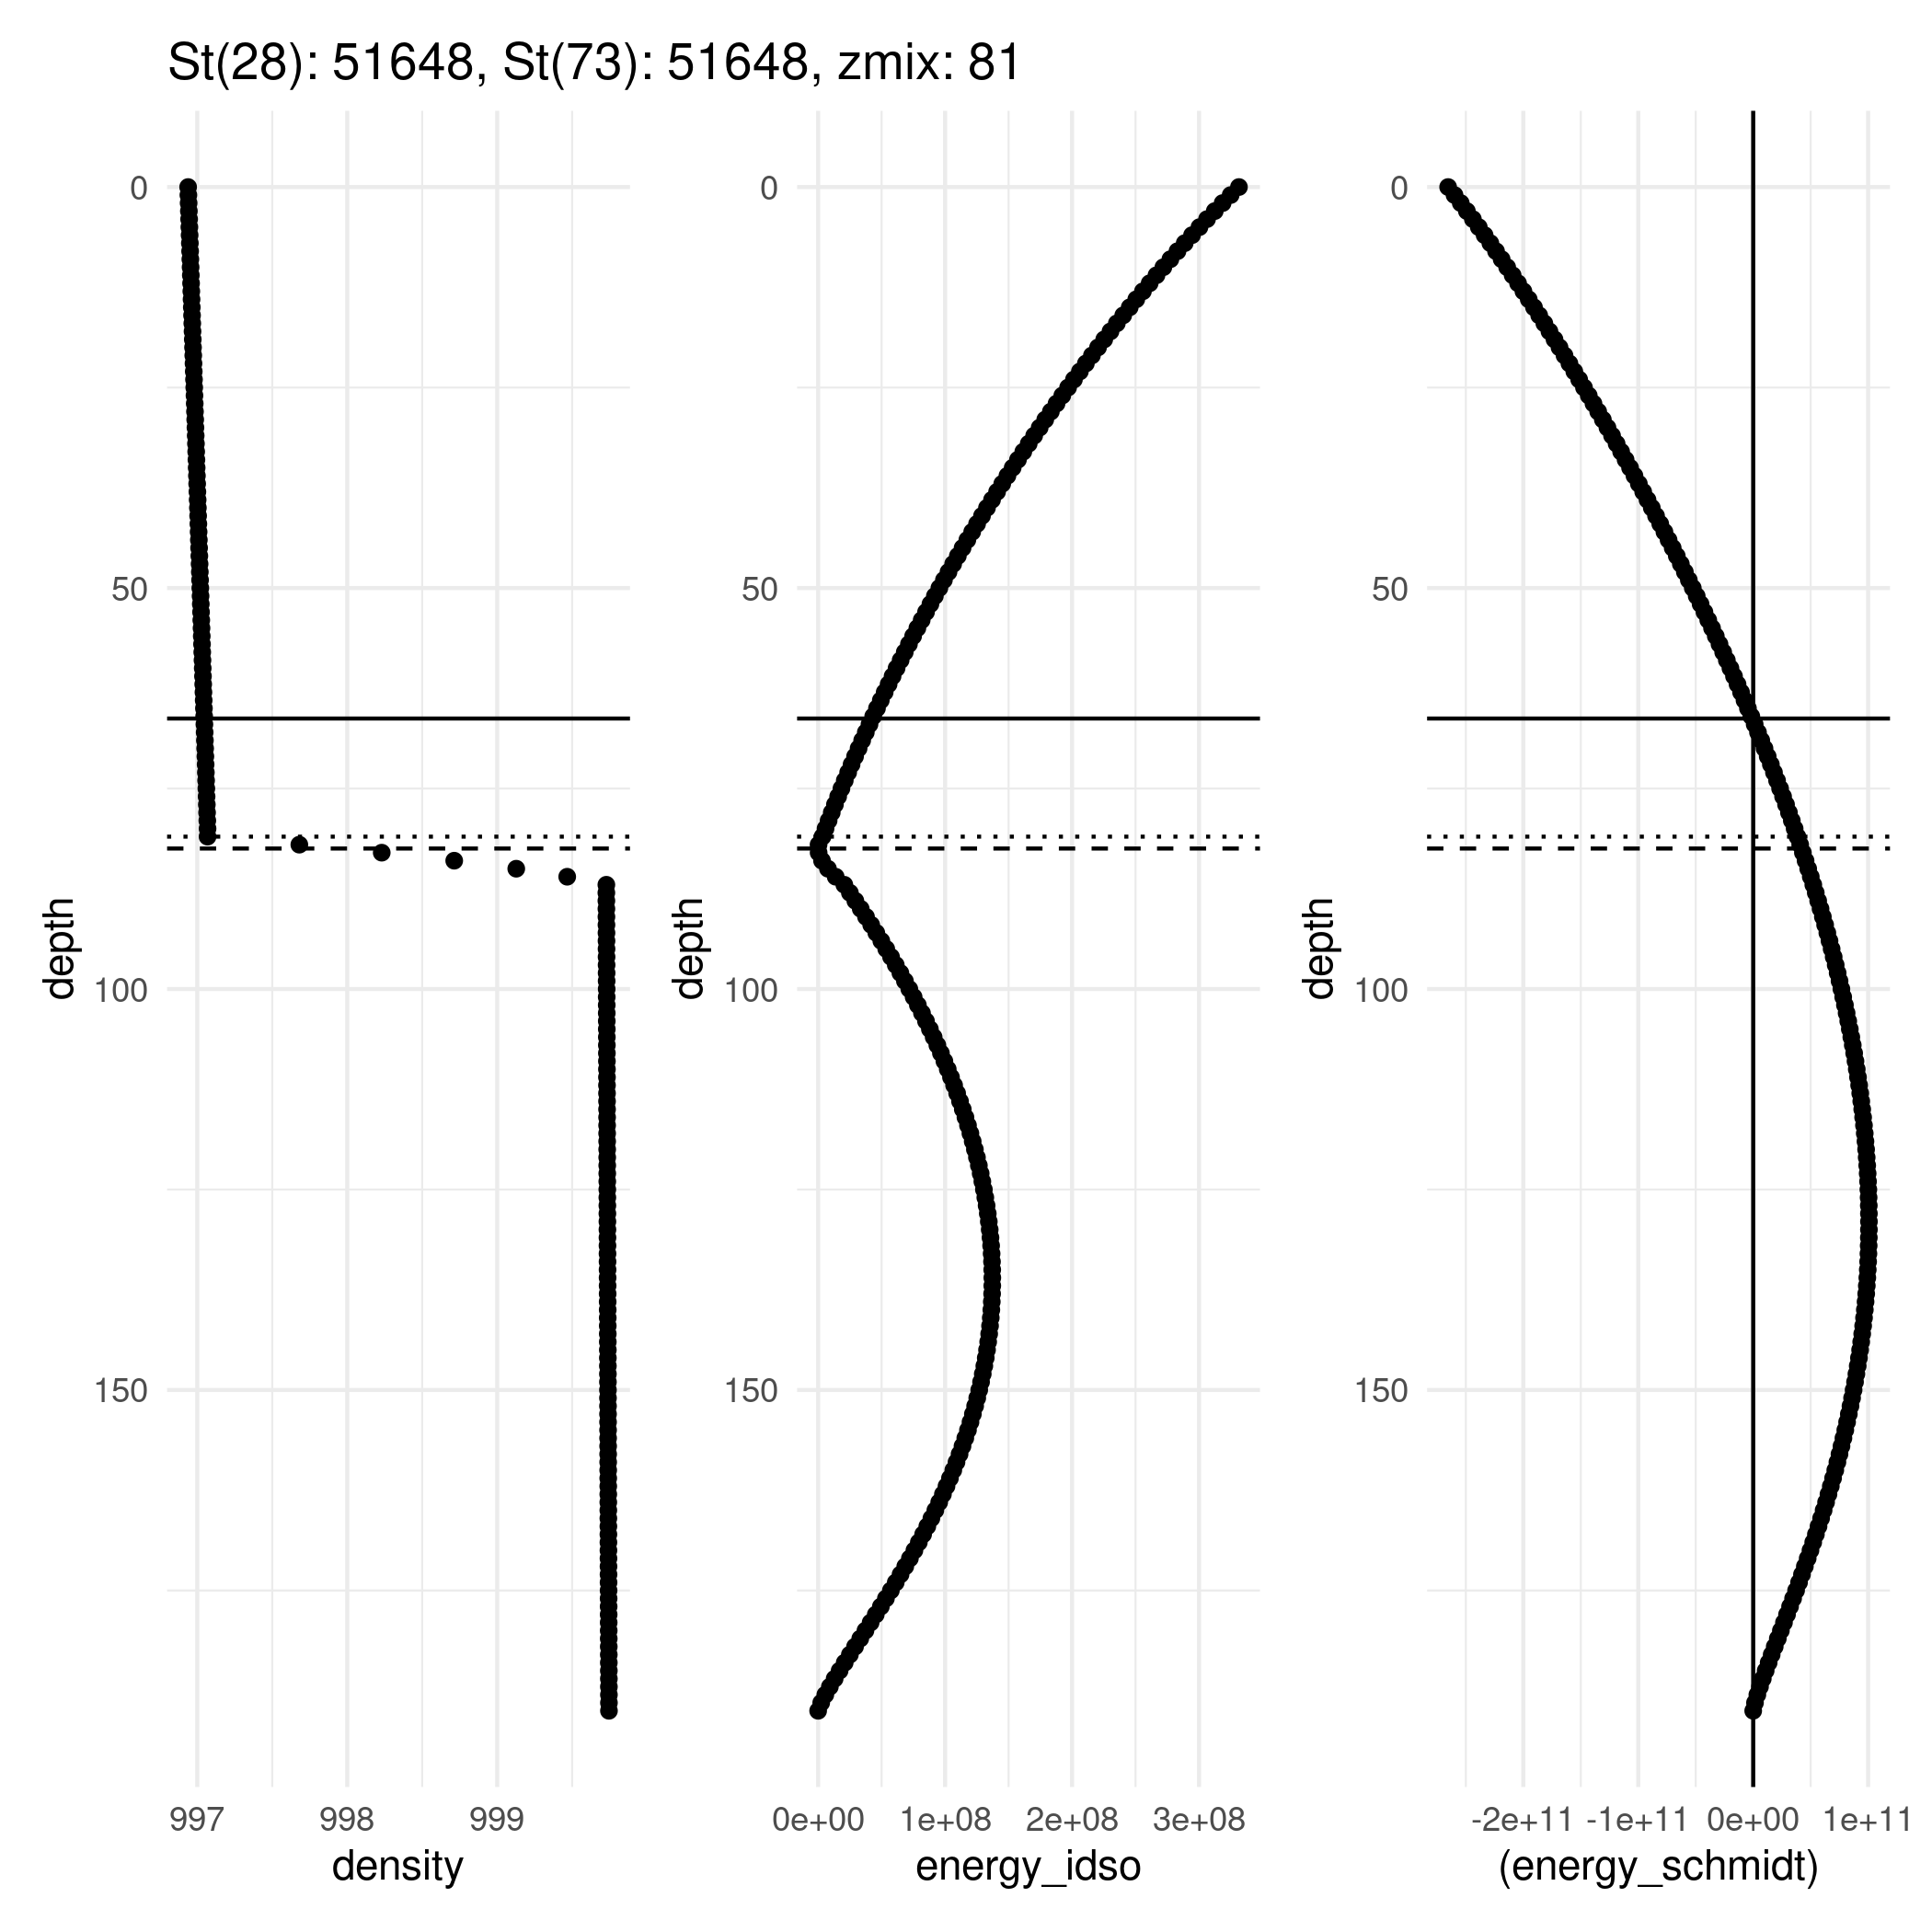 St(28): 51648, St(73): 51648, zmix: 81
0
50
100
150
depth
997 998 999
density
0
50
100
150
depth
0e+00 1e+08 2e+08 3e+08
energy_idso
0
50
100
150
depth
-2e+11 -1e+11 0e+00 1e+11
(energy_schmidt)